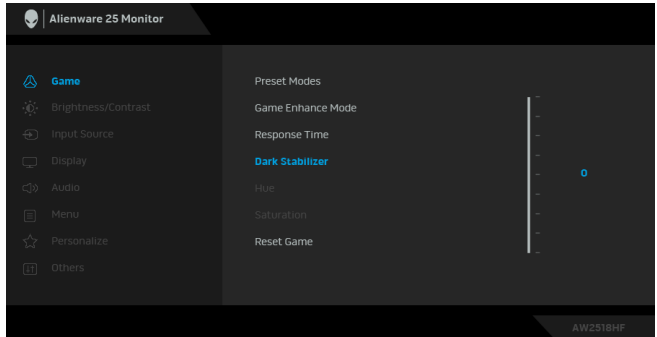 Alienware 25 Monitor
Game
Brightness/Contrast
Input Source
Display
Audio
Menu
Personalize
Others
Preset Modes
Game Enhance Mode
Response Time
Dark Stabilizer
Hue
Saturation
Reset Game
0
AW2518HF